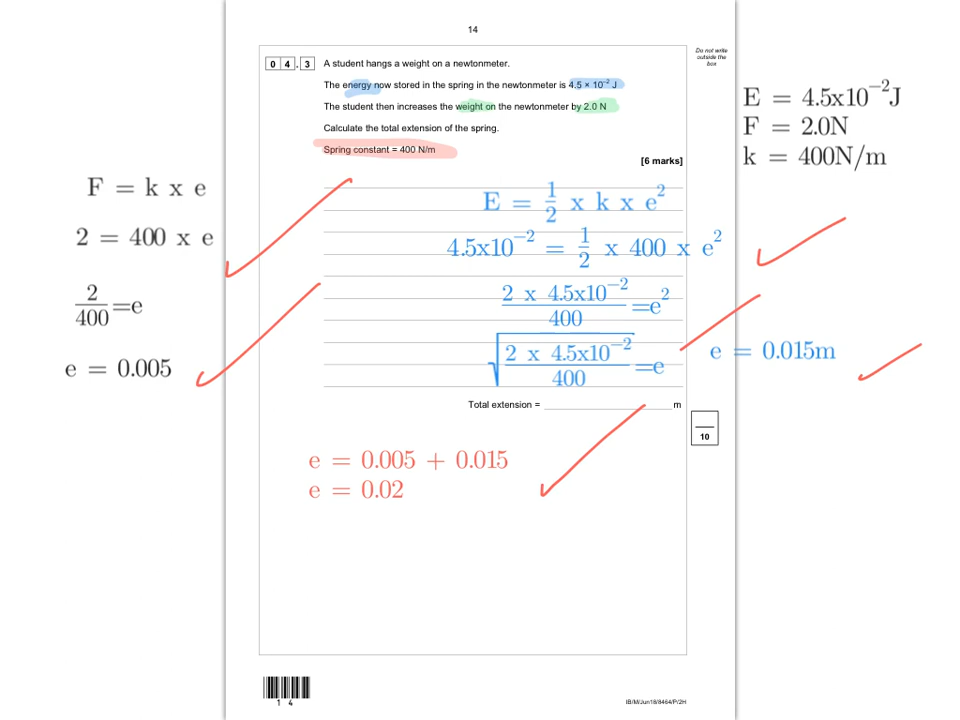 14
Do not write
outside the
box
0 4 . 3 A student hangs a weight on a newtonmeter.
The energy now stored in the spring in the newtonmeter is 4.5 × 10⁻² J
The student then increases the weight on the newtonmeter by 2.0 N
Calculate the total extension of the spring.
Spring constant = 400 N/m
[6 marks]
E = 4.5x10⁻²J
F = 2.0N
k = 400N/m
F = k x e
2 = 400 x e
2/400 =e
e = 0.005
E = 1/2 x k x e²
4.5x10⁻² = 1/2 x 400 x e²
2 x 4.5x10⁻²/400 =e²
√(2 x 4.5x10⁻²/400) =e
e = 0.015m
Total extension = ____ m
10
e = 0.005 + 0.015
e = 0.02
1 4
IB/M/Jun18/8464/P/2H